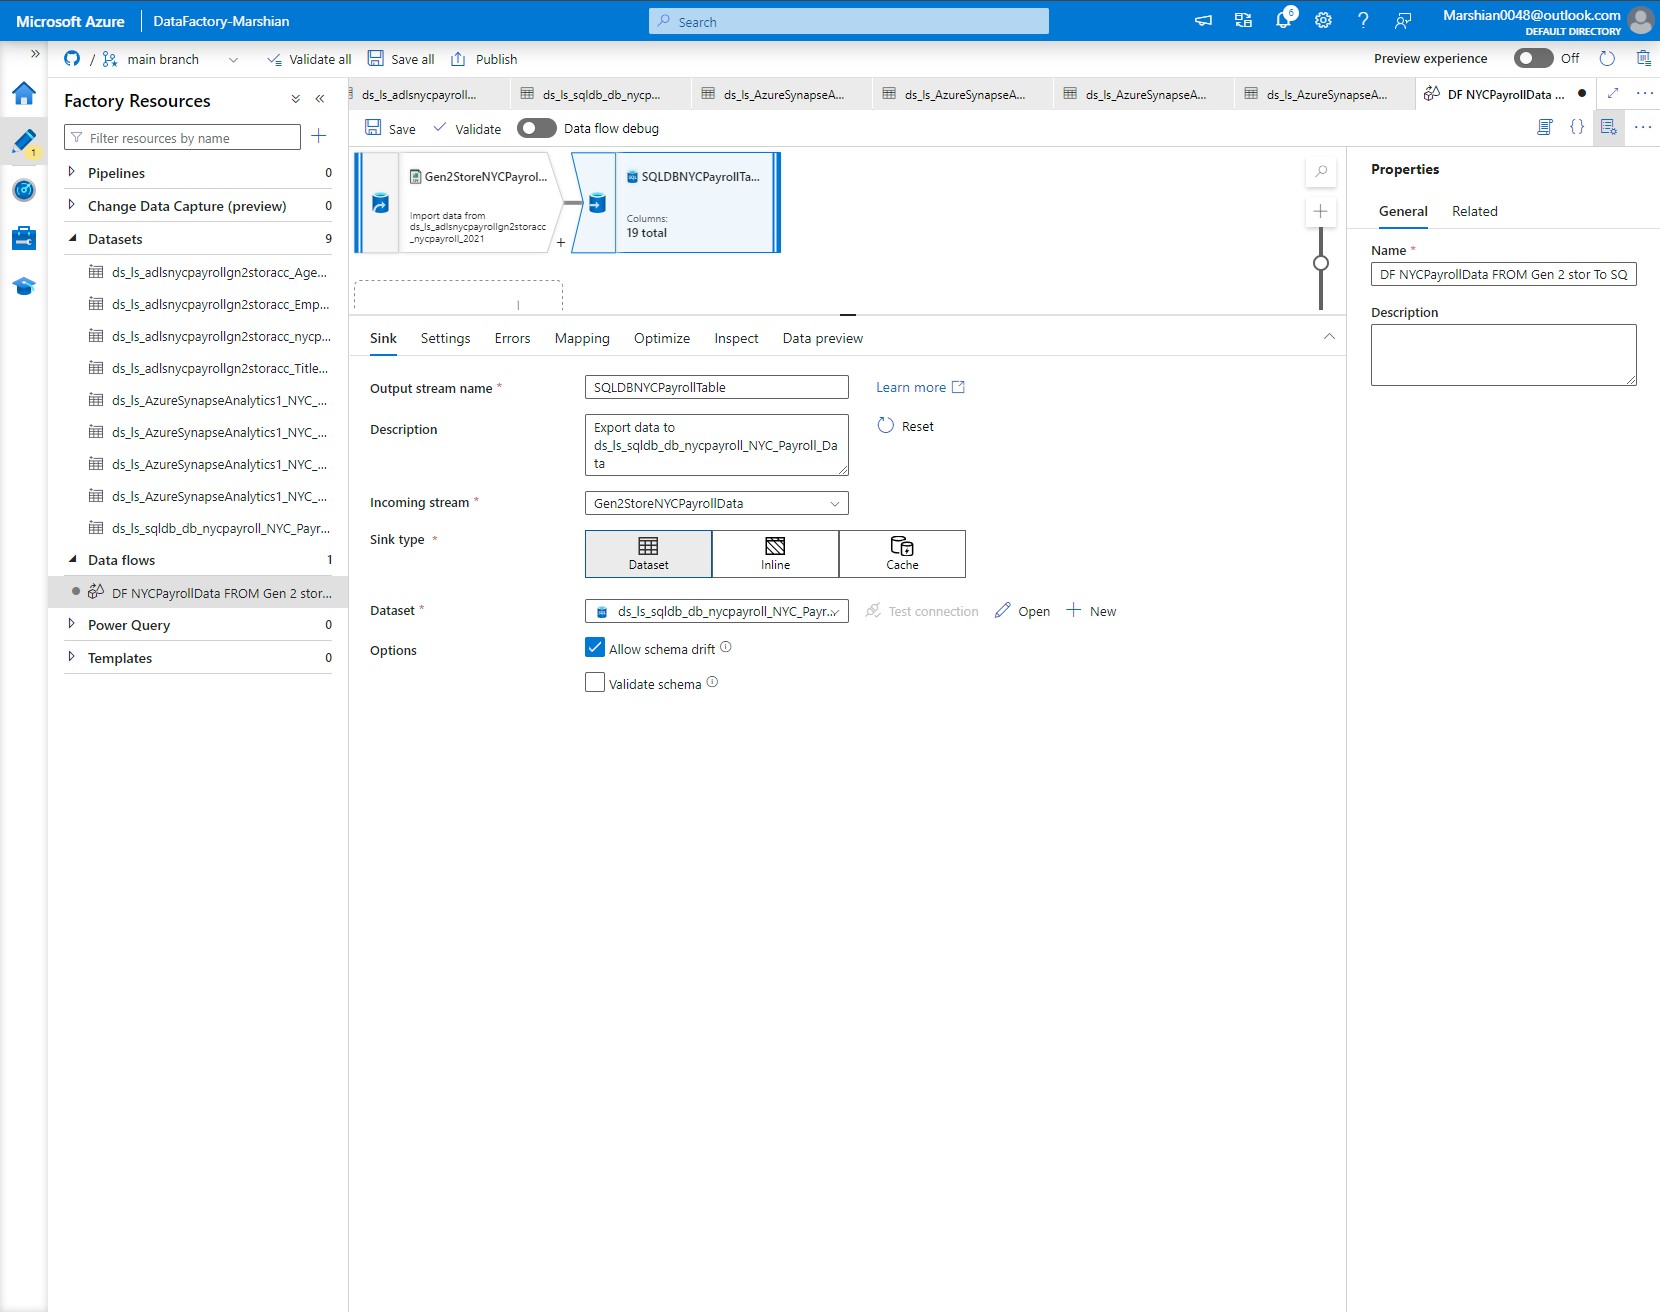 Microsoft Azure
DataFactory-Marshian
Search
6
Marshian0048@outlook.com
DEFAULT DIRECTORY
/ main branch
Validate all
Save all
Publish
Preview experience
Off
1
Factory Resources
Filter resources by name
Pipelines 0
Change Data Capture (preview) 0
Datasets 9
ds_ls_adlsnycpayrollgn2storacc_Age...
ds_ls_adlsnycpayrollgn2storacc_Emp...
ds_ls_adlsnycpayrollgn2storacc_nycp...
ds_ls_adlsnycpayrollgn2storacc_Title...
ds_ls_AzureSynapseAnalytics1_NYC_...
ds_ls_AzureSynapseAnalytics1_NYC_...
ds_ls_AzureSynapseAnalytics1_NYC_...
ds_ls_AzureSynapseAnalytics1_NYC_...
ds_ls_sqldb_db_nycpayroll_NYC_Payr...
Data flows 1
DF NYCPayrollData FROM Gen 2 stor...
Power Query 0
Templates 0
ds_ls_adlsnycpayroll...
ds_ls_sqldb_db_nycp...
ds_ls_AzureSynapseA...
ds_ls_AzureSynapseA...
ds_ls_AzureSynapseA...
ds_ls_AzureSynapseA...
DF NYCPayrollData ...
Save
Validate
Data flow debug
{}
Gen2StoreNYCPayrol...
Import data from
ds_ls_adlsnycpayrollgn2storacc
_nycpayroll_2021
+
SQLDBNYCPayrollTa...
Columns:
19 total
Sink
Settings
Errors
Mapping
Optimize
Inspect
Data preview
Output stream name *
SQLDBNYCPayrollTable
Learn more
Description
Export data to
ds_ls_sqldb_db_nycpayroll_NYC_Payroll_Da
ta
Reset
Incoming stream *
Gen2StoreNYCPayrollData
Sink type *
Dataset
Inline
Cache
Dataset *
ds_ls_sqldb_db_nycpayroll_NYC_Payr...
Test connection
Open
New
Options
Allow schema drift
Validate schema
Properties
General
Related
Name *
DF NYCPayrollData FROM Gen 2 stor To SQ
Description